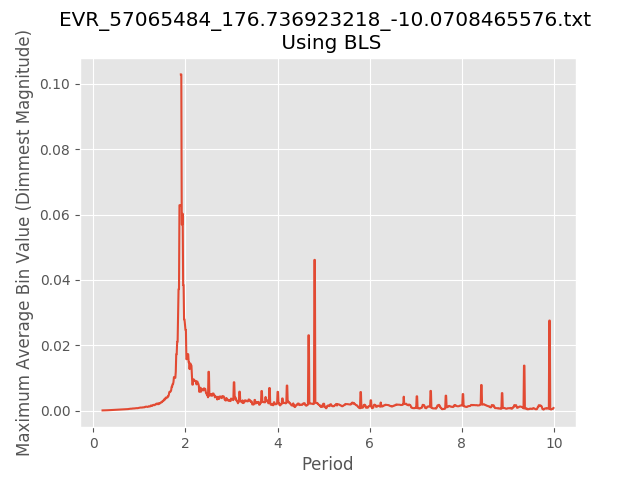 EVR_57065484_176.736923218_-10.0708465576.txt
Using BLS
Maximum Average Bin Value (Dimmest Magnitude)
0.10
0.08
0.06
0.04
0.02
0.00
0 2 4 6 8 10
Period